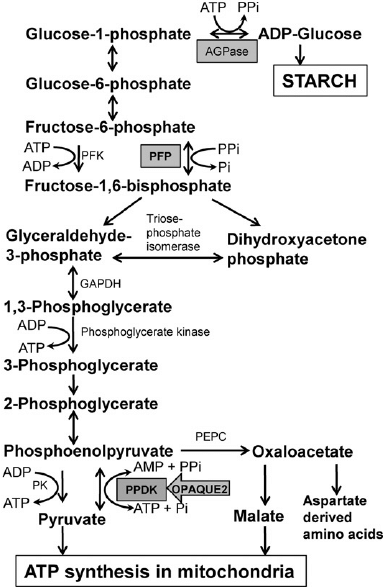 ATP PPi
Glucose-1-phosphate ADP-Glucose
AGPase
STARCH
Glucose-6-phosphate
Fructose-6-phosphate
ATP PFK PFP PPi
ADP Pi
Fructose-1,6-bisphosphate
Triose-
phosphate
isomerase
Glyceraldehyde-
3-phosphate
Dihydroxyacetone
phosphate
GAPDH
1,3-Phosphoglycerate
ADP
Phosphoglycerate kinase
ATP
3-Phosphoglycerate
2-Phosphoglycerate
PEPC
Phosphoenolpyruvate Oxaloacetate
ADP AMP + PPi
PK PPDK OPAQUE2
ATP ATP + Pi
Pyruvate Malate
Aspartate
derived
amino acids
ATP synthesis in mitochondria